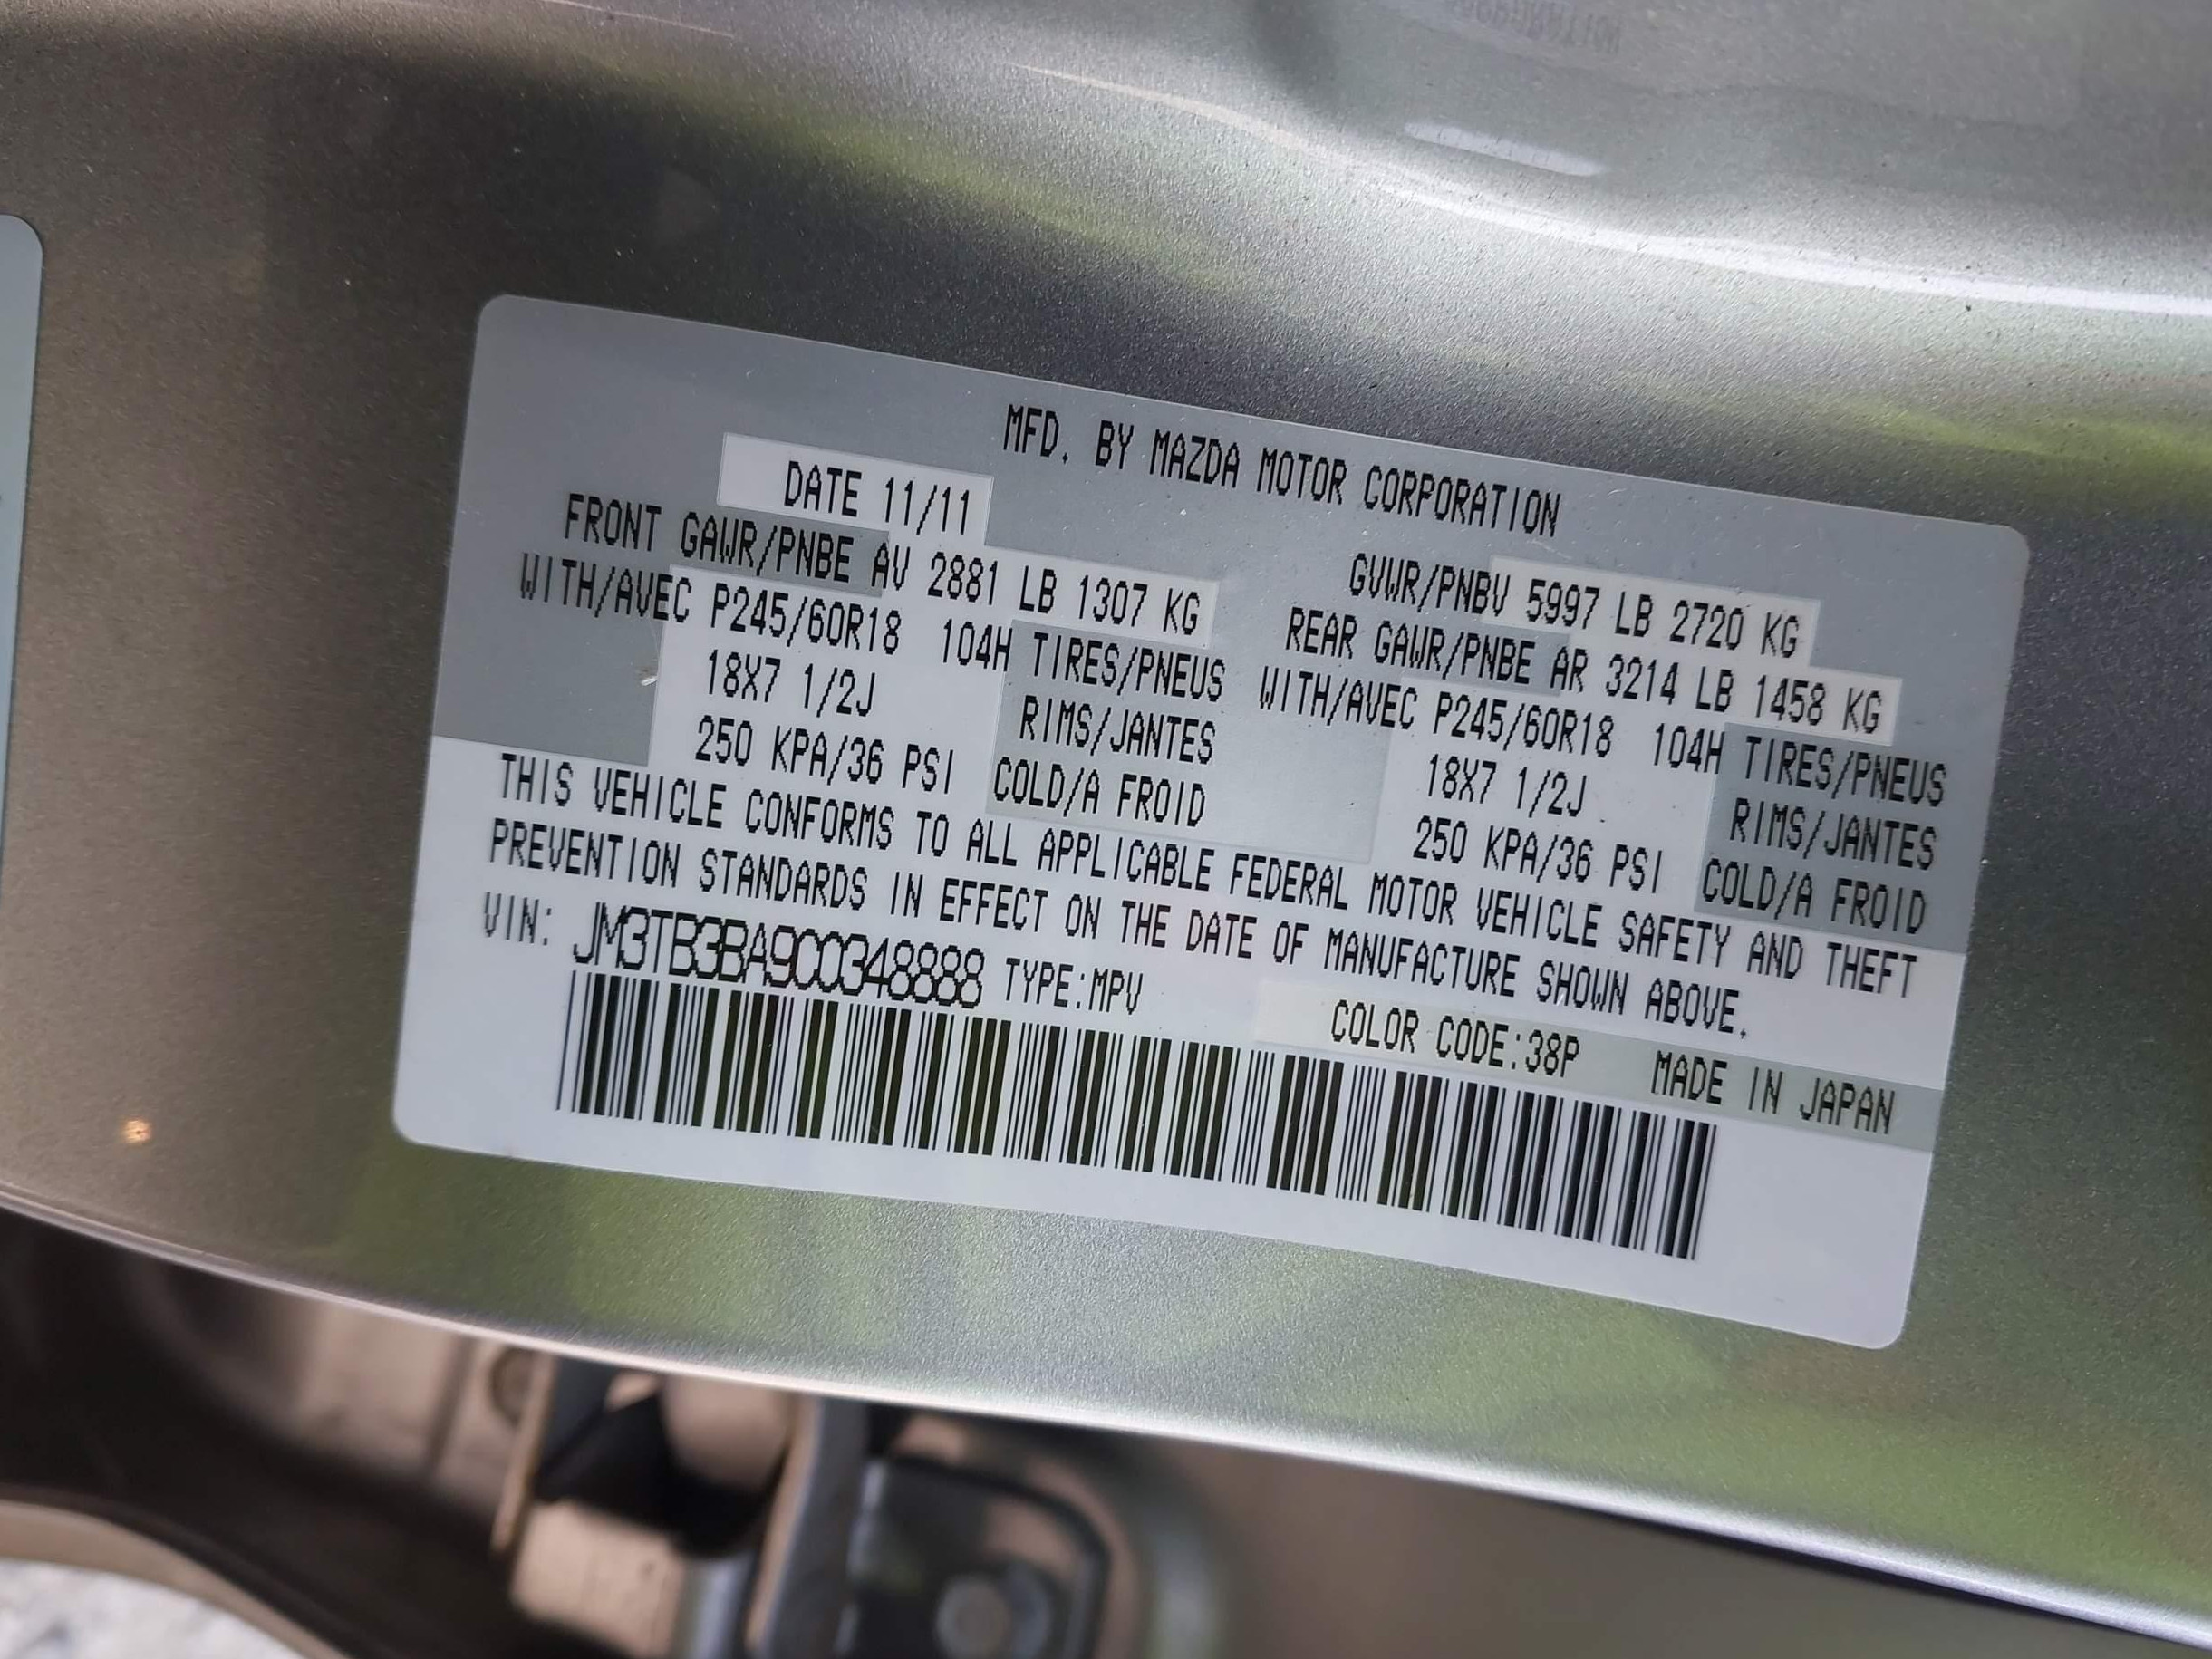 MFD. BY MAZDA MOTOR CORPORATION
DATE 11/11
GVWR/PNBV 5997 LB 2720 KG
FRONT GAWR/PNBE AV 2881 LB 1307 KG
WITH/AVEC P245/60R18 104H TIRES/PNEUS
18X7 1/2J RIMS/JANTES
250 KPA/36 PSI COLD/A FROID
REAR GAWR/PNBE AR 3214 LB 1458 KG
WITH/AVEC P245/60R18 104H TIRES/PNEUS
18X7 1/2J RIMS/JANTES
250 KPA/36 PSI COLD/A FROID
THIS VEHICLE CONFORMS TO ALL APPLICABLE FEDERAL MOTOR VEHICLE SAFETY AND THEFT
PREVENTION STANDARDS IN EFFECT ON THE DATE OF MANUFACTURE SHOWN ABOVE.
VIN: JM3TB3BA9C0348888 TYPE:MPV
COLOR CODE:38P MADE IN JAPAN